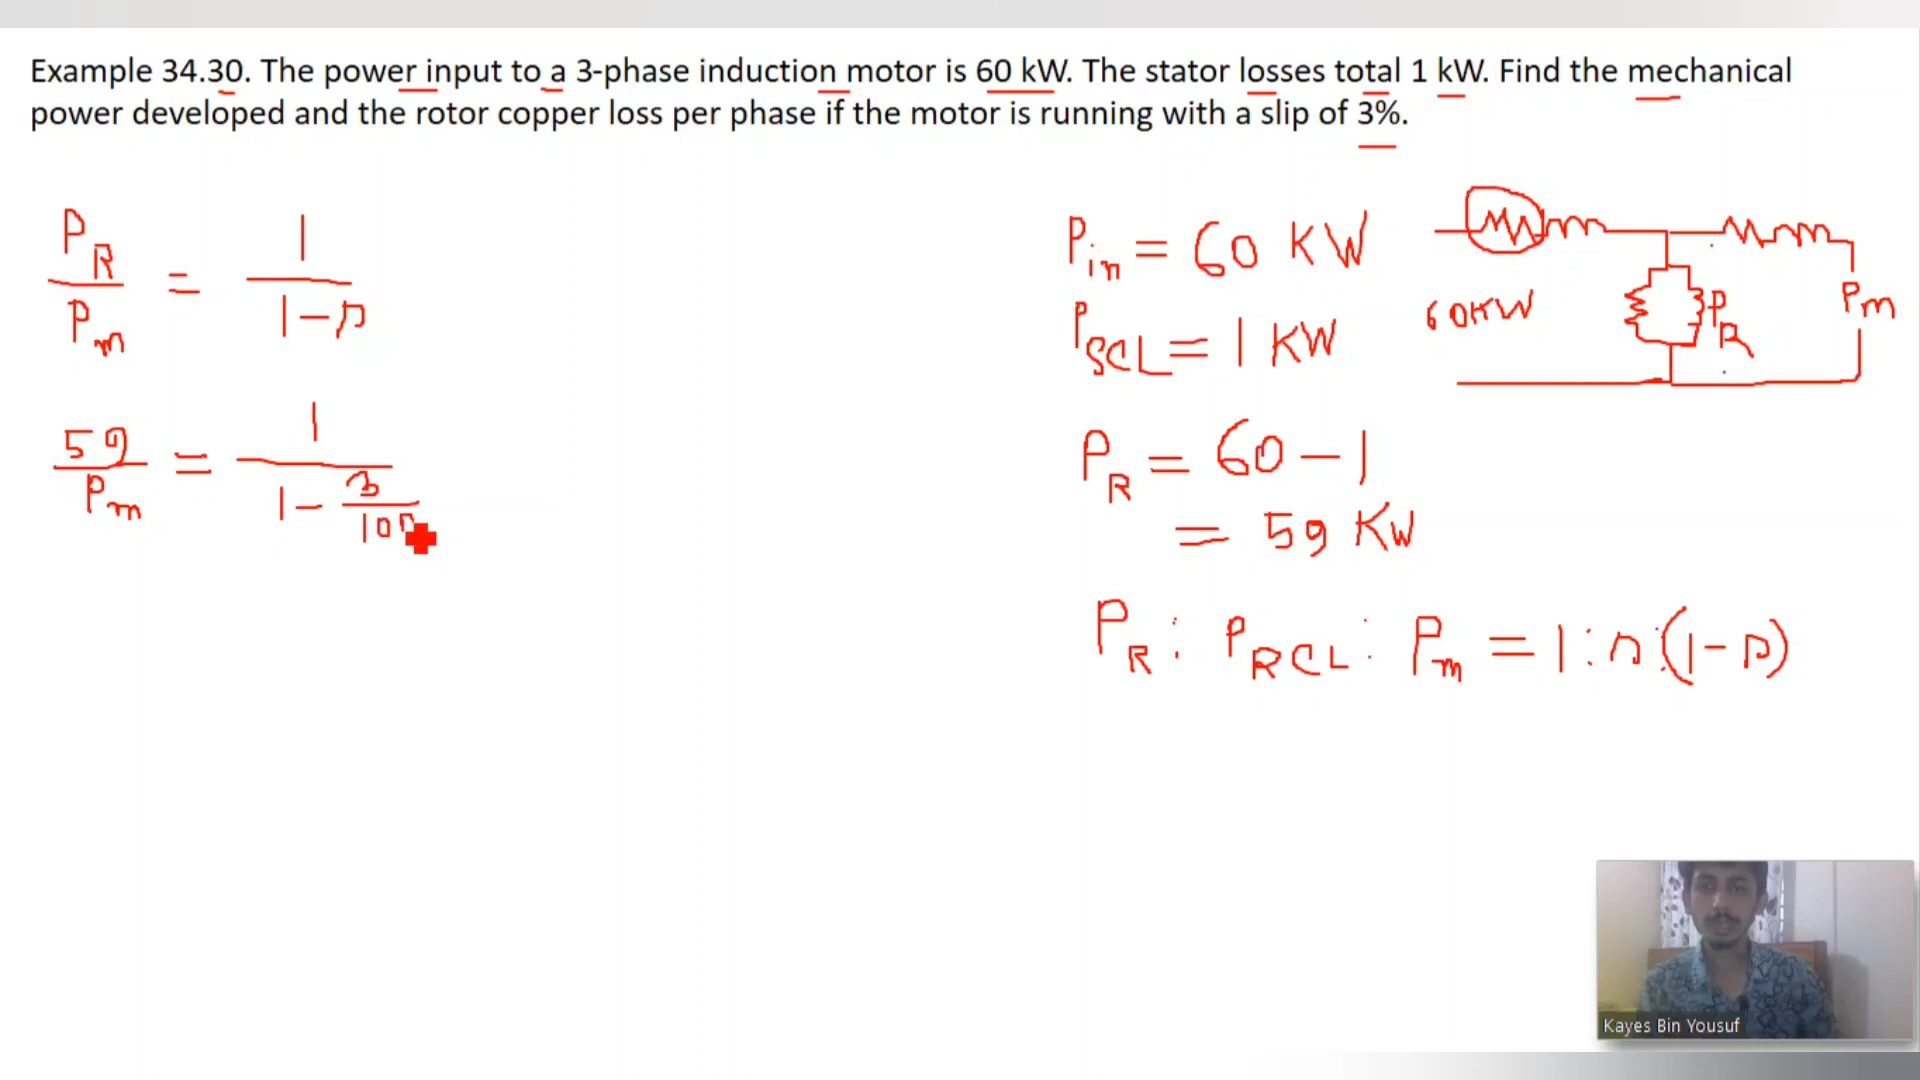 Example 34.30. The power input to a 3-phase induction motor is 60 kW. The stator losses total 1 kW. Find the mechanical
power developed and the rotor copper loss per phase if the motor is running with a slip of 3%.
P_R / P_m = 1 / (1 - s)
59 / P_m = 1 / (1 - 3/100)
P_in = 60 KW
P_SCL = 1 KW
P_R = 60 - 1
= 59 KW
P_R : P_RCL : P_m = 1 : s : (1 - s)
60KW
P_R
P_m
Kayes Bin Yousuf